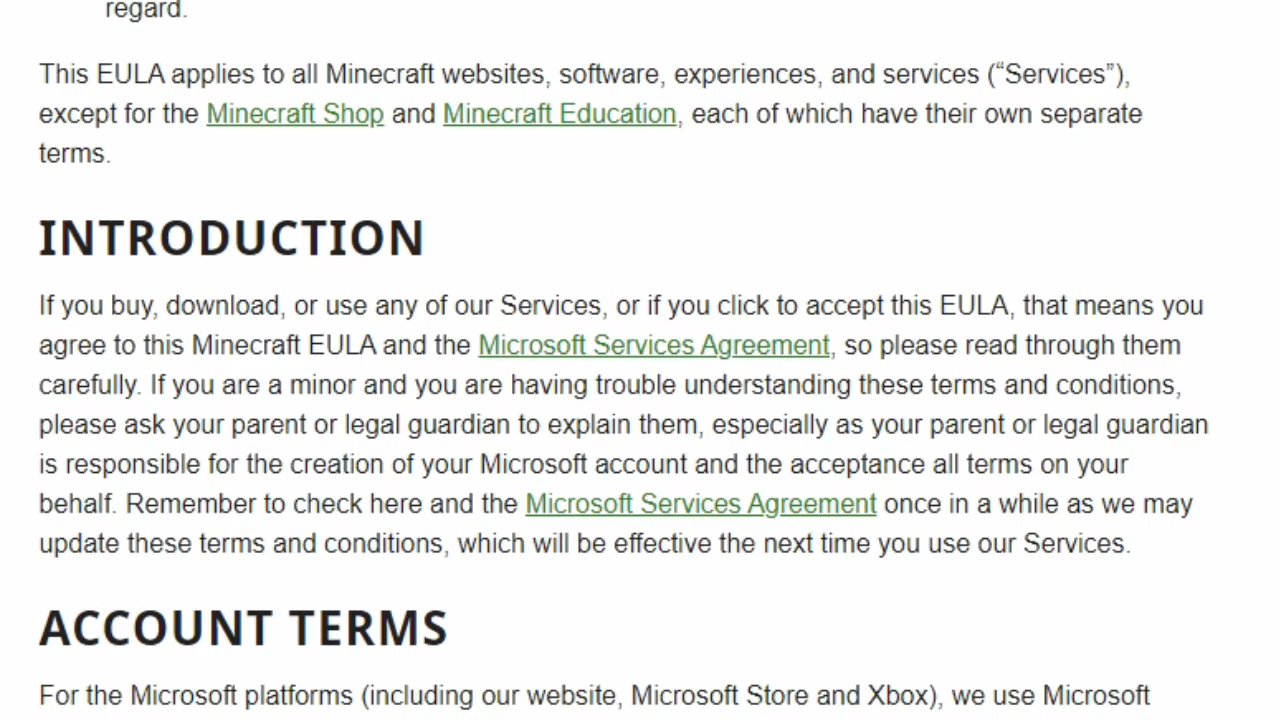 regard.
This EULA applies to all Minecraft websites, software, experiences, and services (“Services”),
except for the Minecraft Shop and Minecraft Education, each of which have their own separate
terms.
INTRODUCTION
If you buy, download, or use any of our Services, or if you click to accept this EULA, that means you
agree to this Minecraft EULA and the Microsoft Services Agreement, so please read through them
carefully. If you are a minor and you are having trouble understanding these terms and conditions,
please ask your parent or legal guardian to explain them, especially as your parent or legal guardian
is responsible for the creation of your Microsoft account and the acceptance all terms on your
behalf. Remember to check here and the Microsoft Services Agreement once in a while as we may
update these terms and conditions, which will be effective the next time you use our Services.
ACCOUNT TERMS
For the Microsoft platforms (including our website, Microsoft Store and Xbox), we use Microsoft